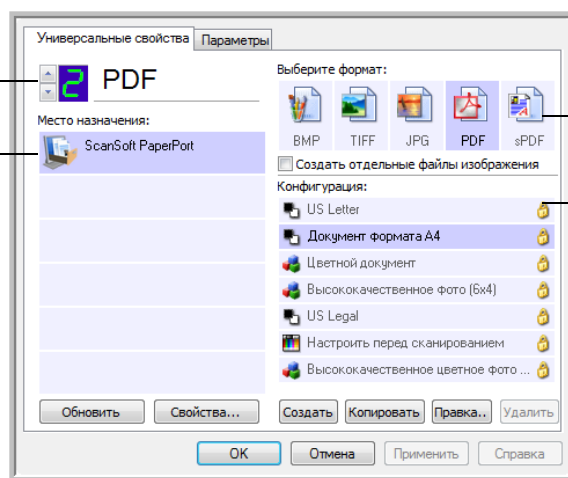 Универсальные свойства Параметры
2 PDF
Место назначения:
ScanSoft PaperPort
Обновить Свойства...
Выберите формат:
BMP TIFF JPG PDF sPDF
Создать отдельные файлы изображения
Конфигурация:
US Letter
Документ формата A4
Цветной документ
Высококачественное фото (6x4)
US Legal
Настроить перед сканированием
Высококачественное цветное фото ...
Создать Копировать Правка.. Удалить
OK Отмена Применить Справка